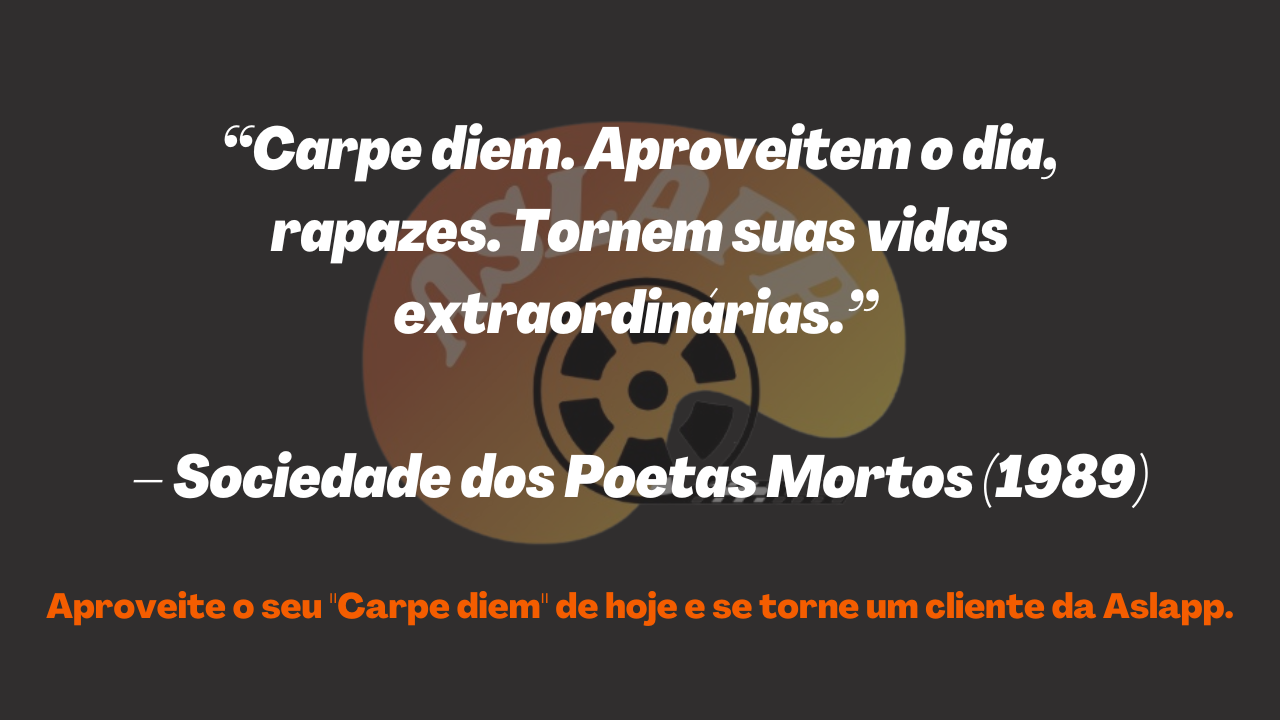 “Carpe diem. Aproveitem o dia,
rapazes. Tornem suas vidas
extraordinárias.”
— Sociedade dos Poetas Mortos (1989)
Aproveite o seu "Carpe diem" de hoje e se torne um cliente da Aslapp.
ASLAPP